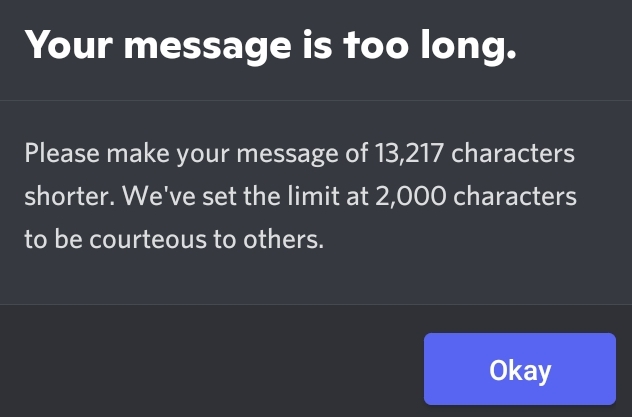 Your message is too long.
Please make your message of 13,217 characters
shorter. We've set the limit at 2,000 characters
to be courteous to others.
Okay